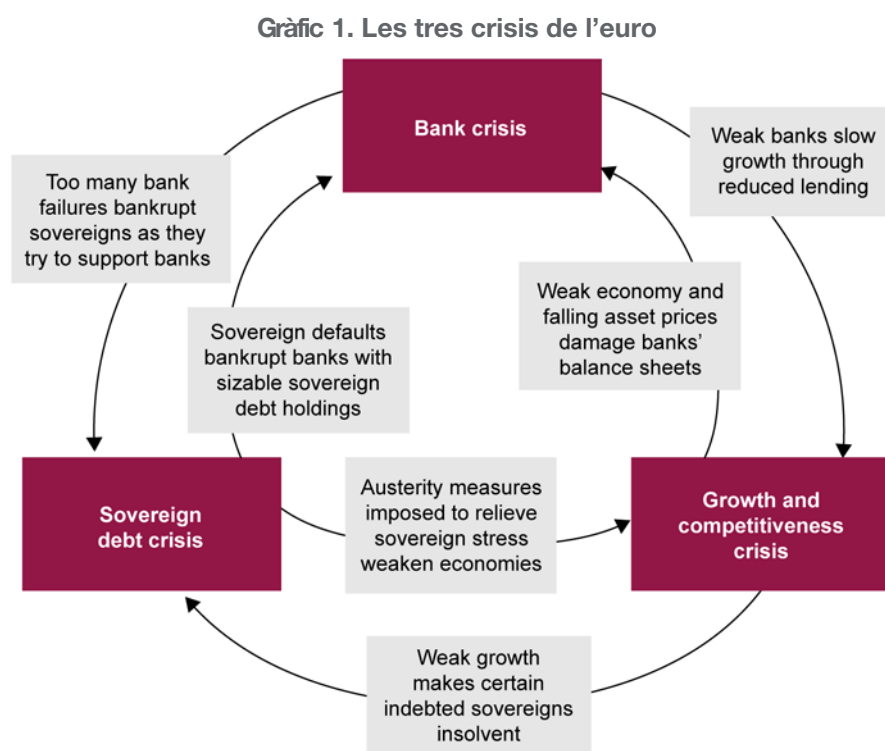 Gràfic 1. Les tres crisis de l’euro
Bank crisis
Weak banks slow
growth through
reduced lending
Too many bank
failures bankrupt
sovereigns as they
try to support banks
Weak economy and
falling asset prices
damage banks’
balance sheets
Sovereign defaults
bankrupt banks with
sizable sovereign
debt holdings
Sovereign
debt crisis
Austerity measures
imposed to relieve
sovereign stress
weaken economies
Growth and
competitiveness
crisis
Weak growth
makes certain
indebted sovereigns
insolvent